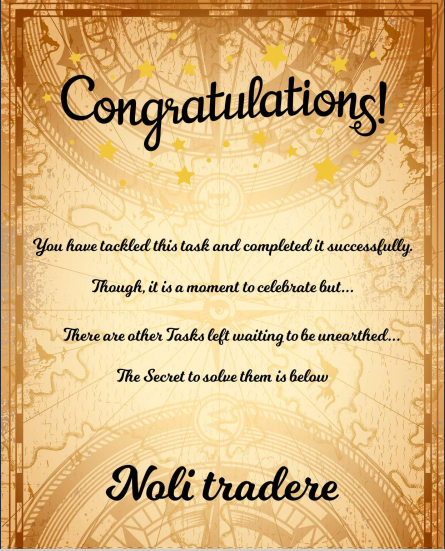 Congratulations!
You have tackled this task and completed it successfully.
Though, it is a moment to celebrate but...
There are other Tasks left waiting to be unearthed...
The Secret to solve them is below
Noli tradere